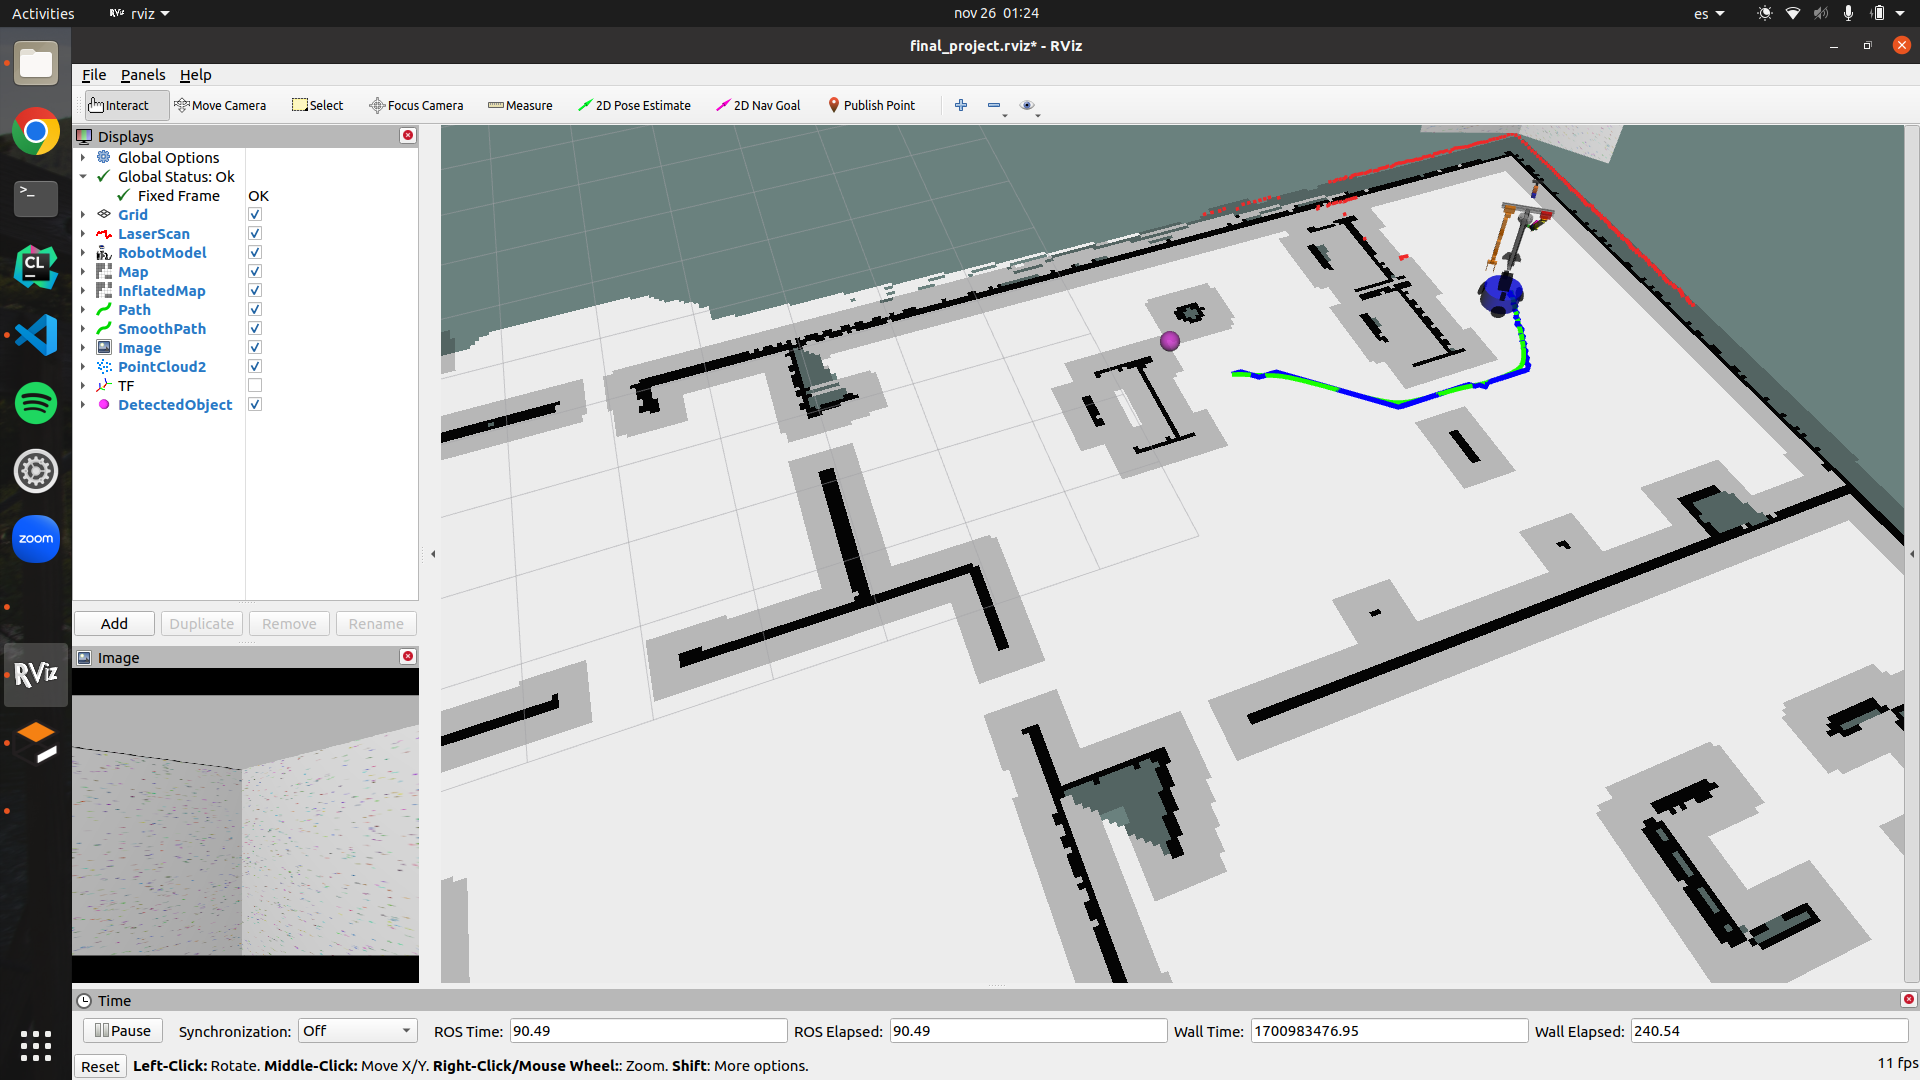 Activities
rviz
nov 26 01:24
es
final_project.rviz* - RViz
File Panels Help
Interact Move Camera Select Focus Camera Measure 2D Pose Estimate 2D Nav Goal Publish Point
Displays
Global Options
Global Status: Ok
Fixed Frame OK
Grid
LaserScan
RobotModel
Map
InflatedMap
Path
SmoothPath
Image
PointCloud2
TF
DetectedObject
Add Duplicate Remove Rename
Image
CL
zoom
RViz
Time
Pause Synchronization: Off ROS Time: 90.49 ROS Elapsed: 90.49 Wall Time: 1700983476.95 Wall Elapsed: 240.54
Reset Left-Click: Rotate. Middle-Click: Move X/Y. Right-Click/Mouse Wheel:: Zoom. Shift: More options. 11 fps